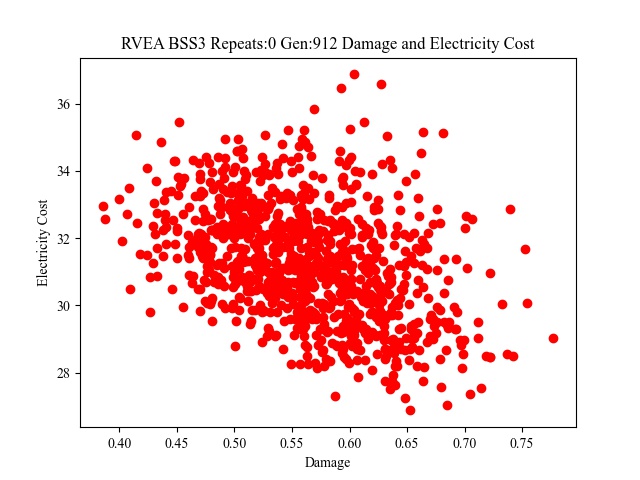 RVEA BSS3 Repeats:0 Gen:912 Damage and Electricity Cost
36
34
32
30
28
Electricity Cost
0.40 0.45 0.50 0.55 0.60 0.65 0.70 0.75
Damage